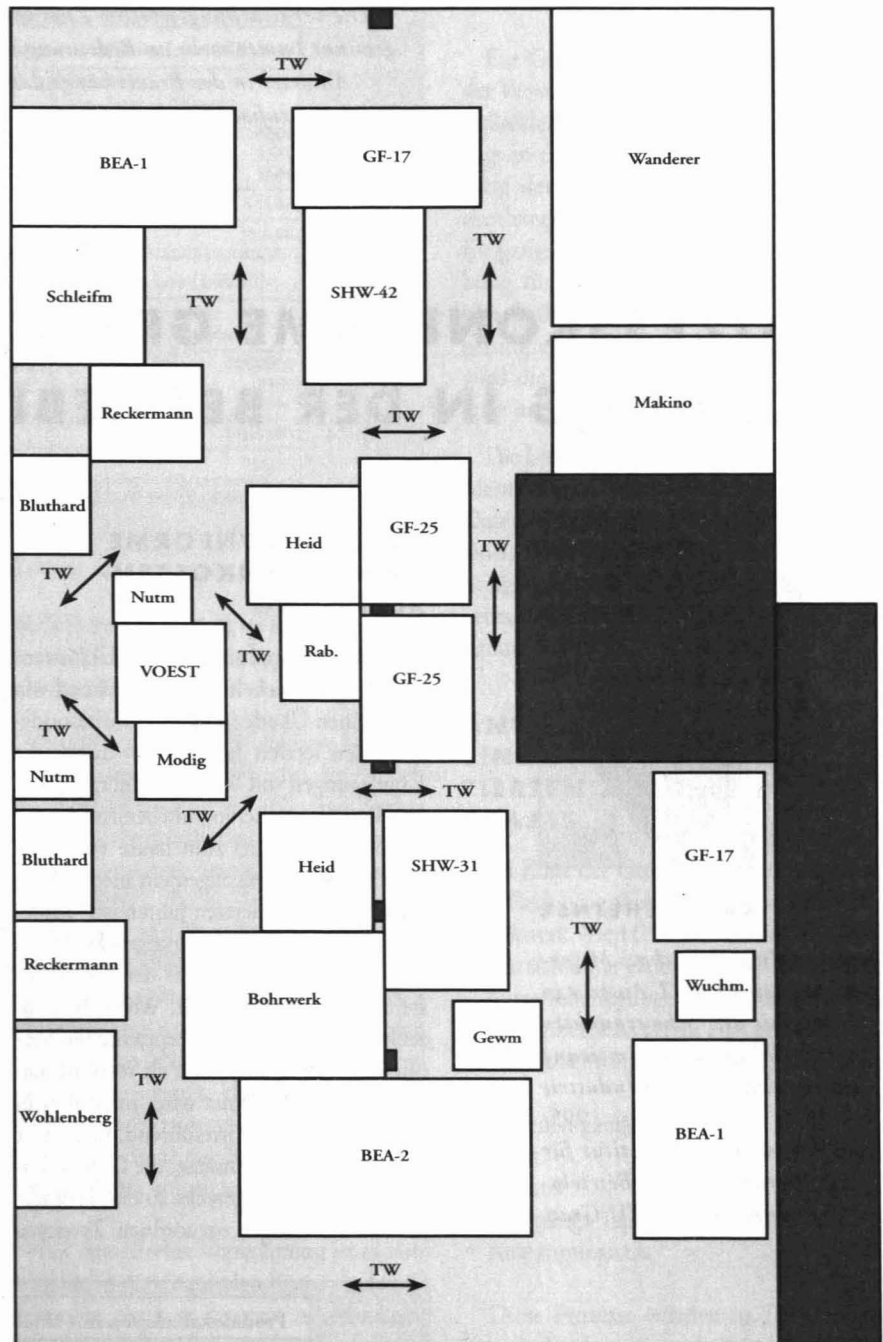 TW
BEA-1
GF-17
Wanderer
TW
TW
Schleifm
SHW-42
Reckermann
TW
Makino
Bluthard
Heid
GF-25
TW
TW
Nutm
TW
Rab.
VOEST
GF-25
TW
Modig
Nutm
TW
TW
Bluthard
Heid
SHW-31
GF-17
TW
Reckermann
Bohrwerk
Wuchm.
Gewm
TW
Wohlenberg
BEA-2
BEA-1
TW